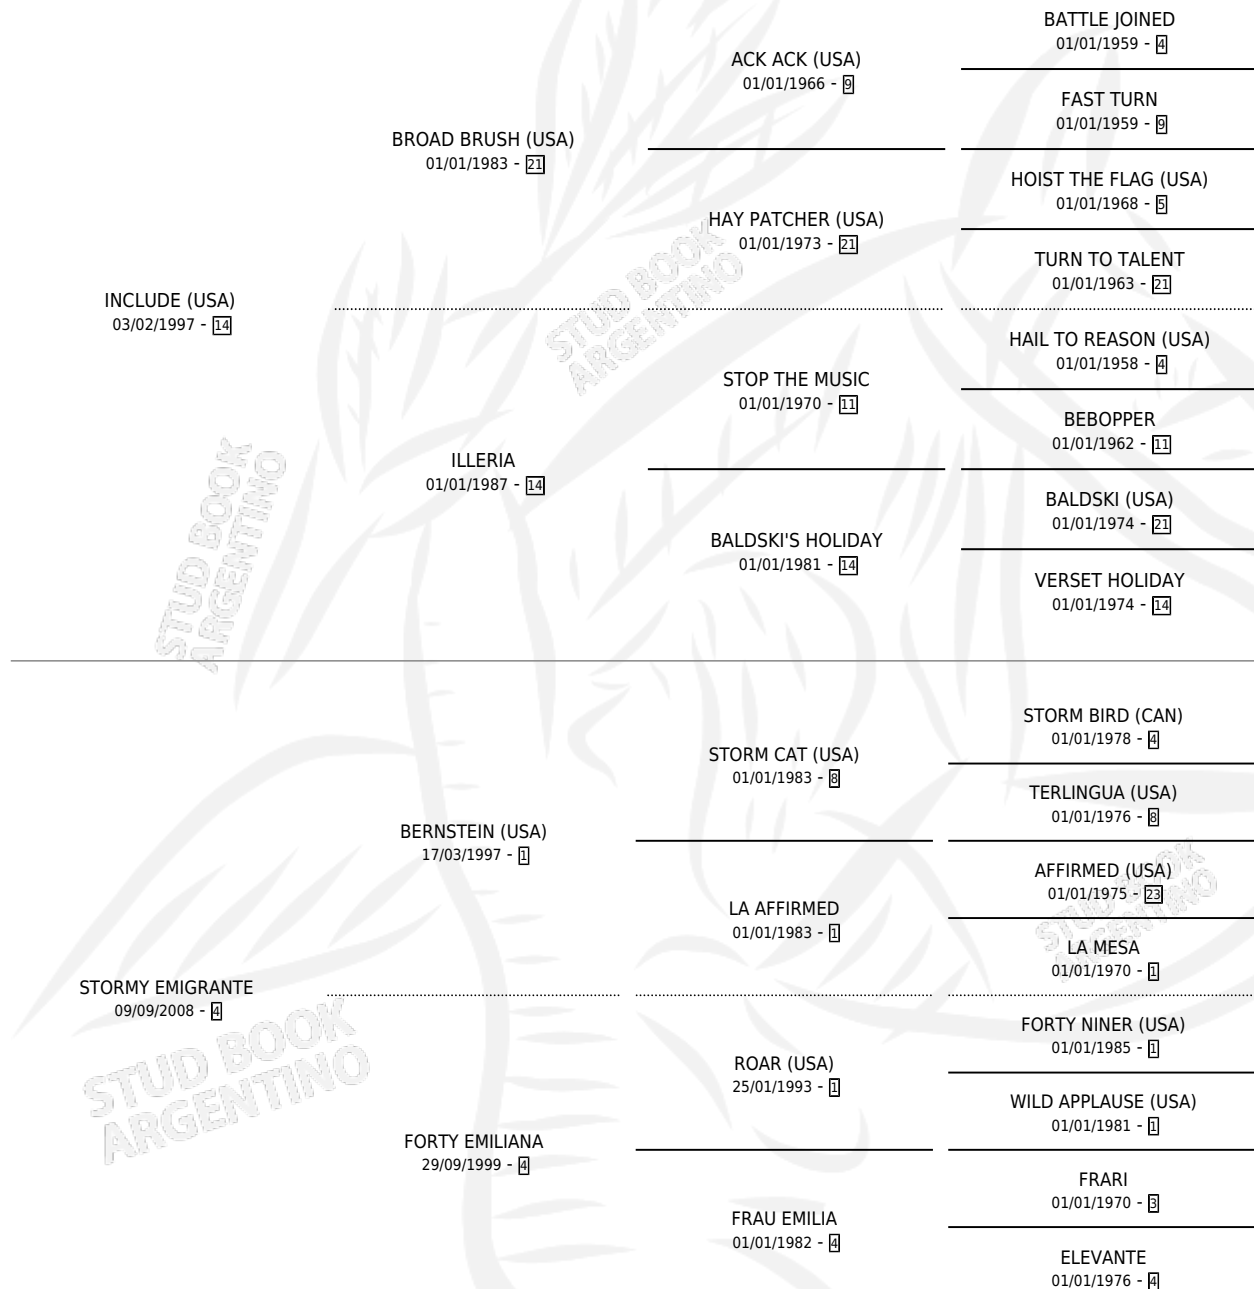 BATTLE JOINED
01/01/1959 - 4
ACK ACK (USA)
01/01/1966 - 9
FAST TURN
01/01/1959 - 9
BROAD BRUSH (USA)
01/01/1983 - 21
HOIST THE FLAG (USA)
01/01/1968 - 5
HAY PATCHER (USA)
01/01/1973 - 21
TURN TO TALENT
01/01/1963 - 21
INCLUDE (USA)
03/02/1997 - 14
STUD BOOK
ARGENTINO
HAIL TO REASON (USA)
01/01/1958 - 4
STOP THE MUSIC
01/01/1970 - 11
BEBOPPER
01/01/1962 - 11
ILLERIA
01/01/1987 - 14
BALDSKI (USA)
01/01/1974 - 21
BALDSKI'S HOLIDAY
01/01/1981 - 14
VERSET HOLIDAY
01/01/1974 - 14
STUD BOOK
ARGENTINO
STORM BIRD (CAN)
01/01/1978 - 4
STORM CAT (USA)
01/01/1983 - 8
TERLINGUA (USA)
01/01/1976 - 8
BERNSTEIN (USA)
17/03/1997 - 1
AFFIRMED (USA)
01/01/1975 - 23
LA AFFIRMED
01/01/1983 - 1
LA MESA
01/01/1970 - 1
STUD BOOK
ARGENTINO
STORMY EMIGRANTE
09/09/2008 - 4
FORTY NINER (USA)
01/01/1985 - 1
ROAR (USA)
25/01/1993 - 1
WILD APPLAUSE (USA)
01/01/1981 - 1
STUD BOOK
ARGENTINO
FORTY EMILIANA
29/09/1999 - 4
FRARI
01/01/1970 - 3
FRAU EMILIA
01/01/1982 - 4
ELEVANTE
01/01/1976 - 4